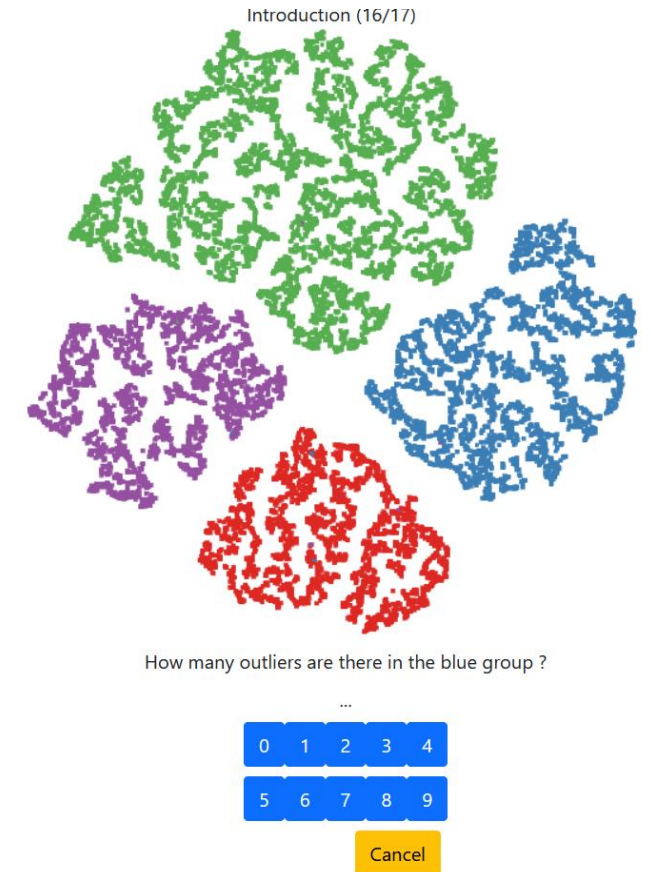 Introduction (16/17)
How many outliers are there in the blue group ?
...
0 1 2 3 4
5 6 7 8 9
Cancel